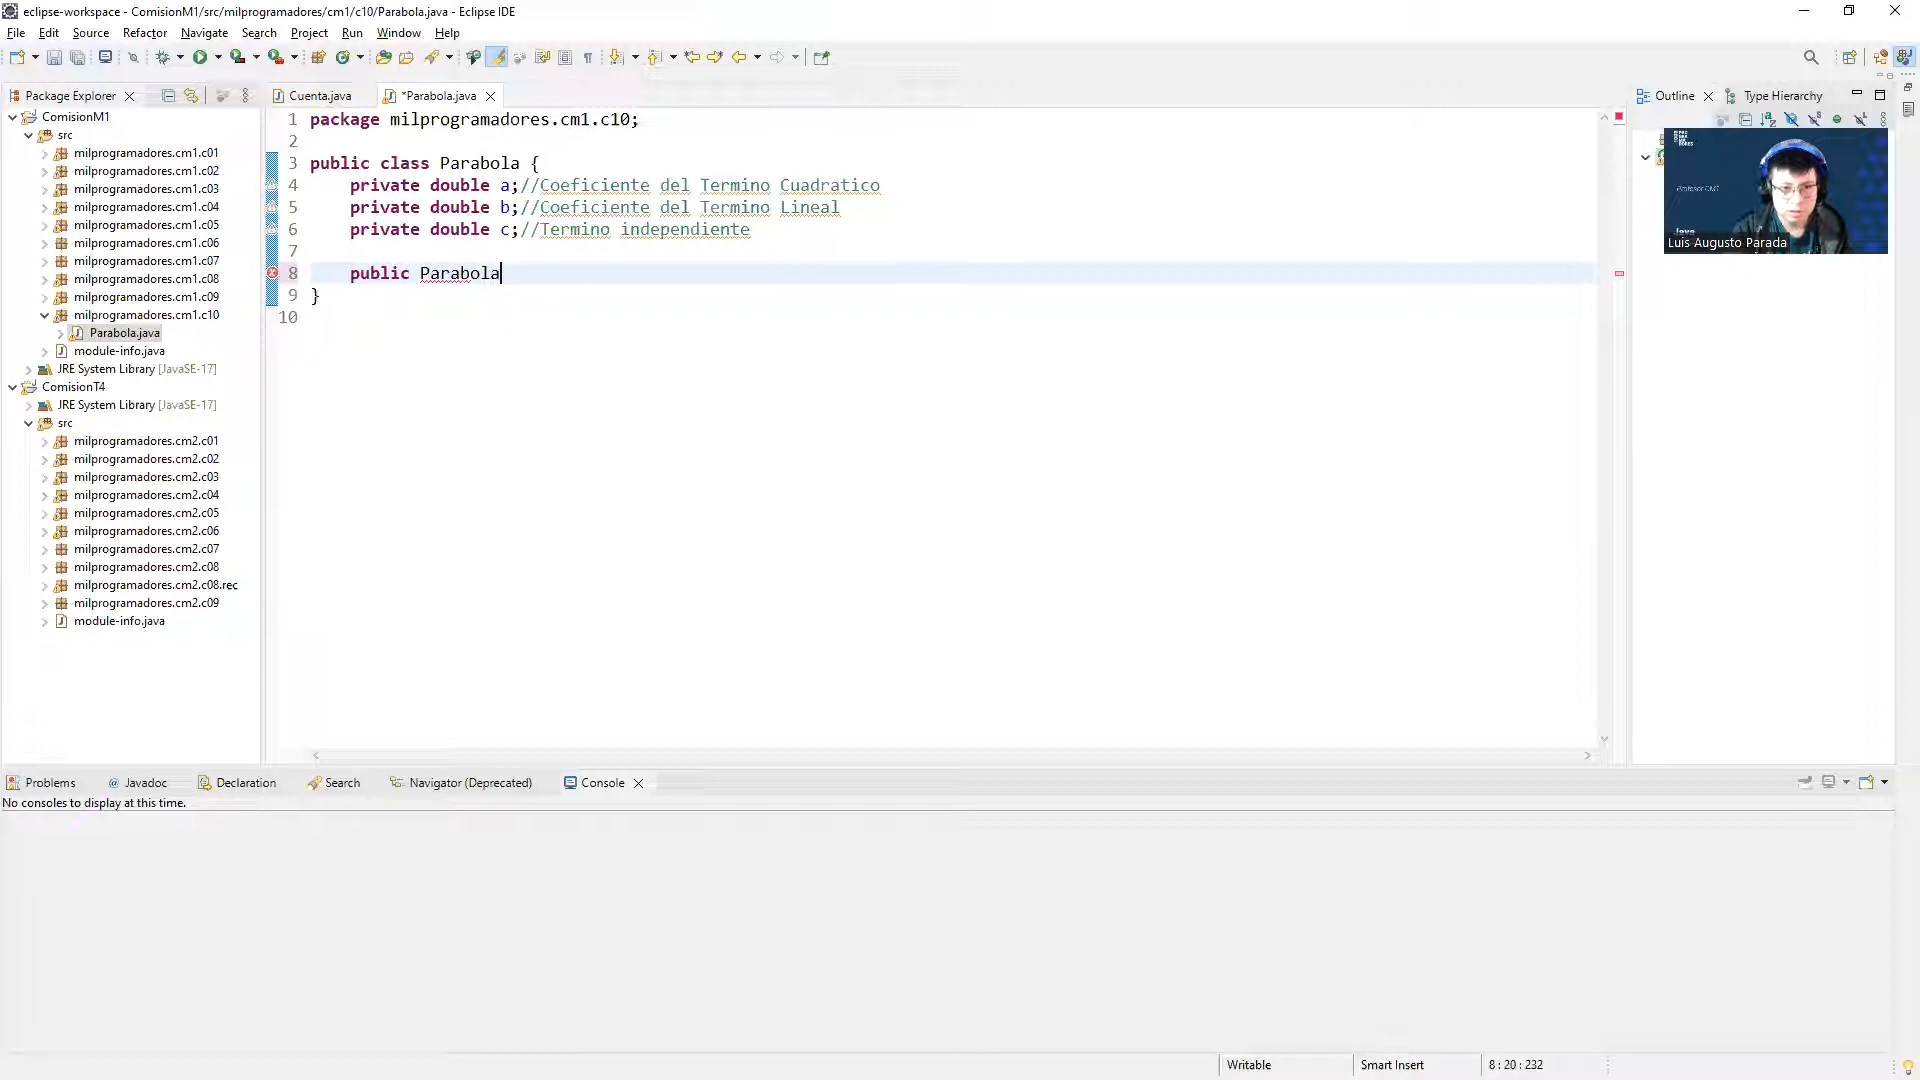 eclipse-workspace - ComisionM1/src/milprogramadores/cm1/c10/Parabola.java - Eclipse IDE
File Edit Source Refactor Navigate Search Project Run Window Help
Package Explorer
Cuenta.java
*Parabola.java
Outline
Type Hierarchy
ComisionM1
src
milprogramadores.cm1.c01
milprogramadores.cm1.c02
milprogramadores.cm1.c03
milprogramadores.cm1.c04
milprogramadores.cm1.c05
milprogramadores.cm1.c06
milprogramadores.cm1.c07
milprogramadores.cm1.c08
milprogramadores.cm1.c09
milprogramadores.cm1.c10
Parabola.java
module-info.java
JRE System Library [JavaSE-17]
ComisionT4
JRE System Library [JavaSE-17]
src
milprogramadores.cm2.c01
milprogramadores.cm2.c02
milprogramadores.cm2.c03
milprogramadores.cm2.c04
milprogramadores.cm2.c05
milprogramadores.cm2.c06
milprogramadores.cm2.c07
milprogramadores.cm2.c08
milprogramadores.cm2.c08.rec
milprogramadores.cm2.c09
module-info.java
1 package milprogramadores.cm1.c10;
2
3 public class Parabola {
4 private double a;//Coeficiente del Termino Cuadratico
5 private double b;//Coeficiente del Termino Lineal
6 private double c;//Termino independiente
7
8 public Parabola
9 }
10
Luis Augusto Parada
Problems
@ Javadoc
Declaration
Search
Navigator (Deprecated)
Console
No consoles to display at this time.
Writable
Smart Insert
8 : 20 : 232